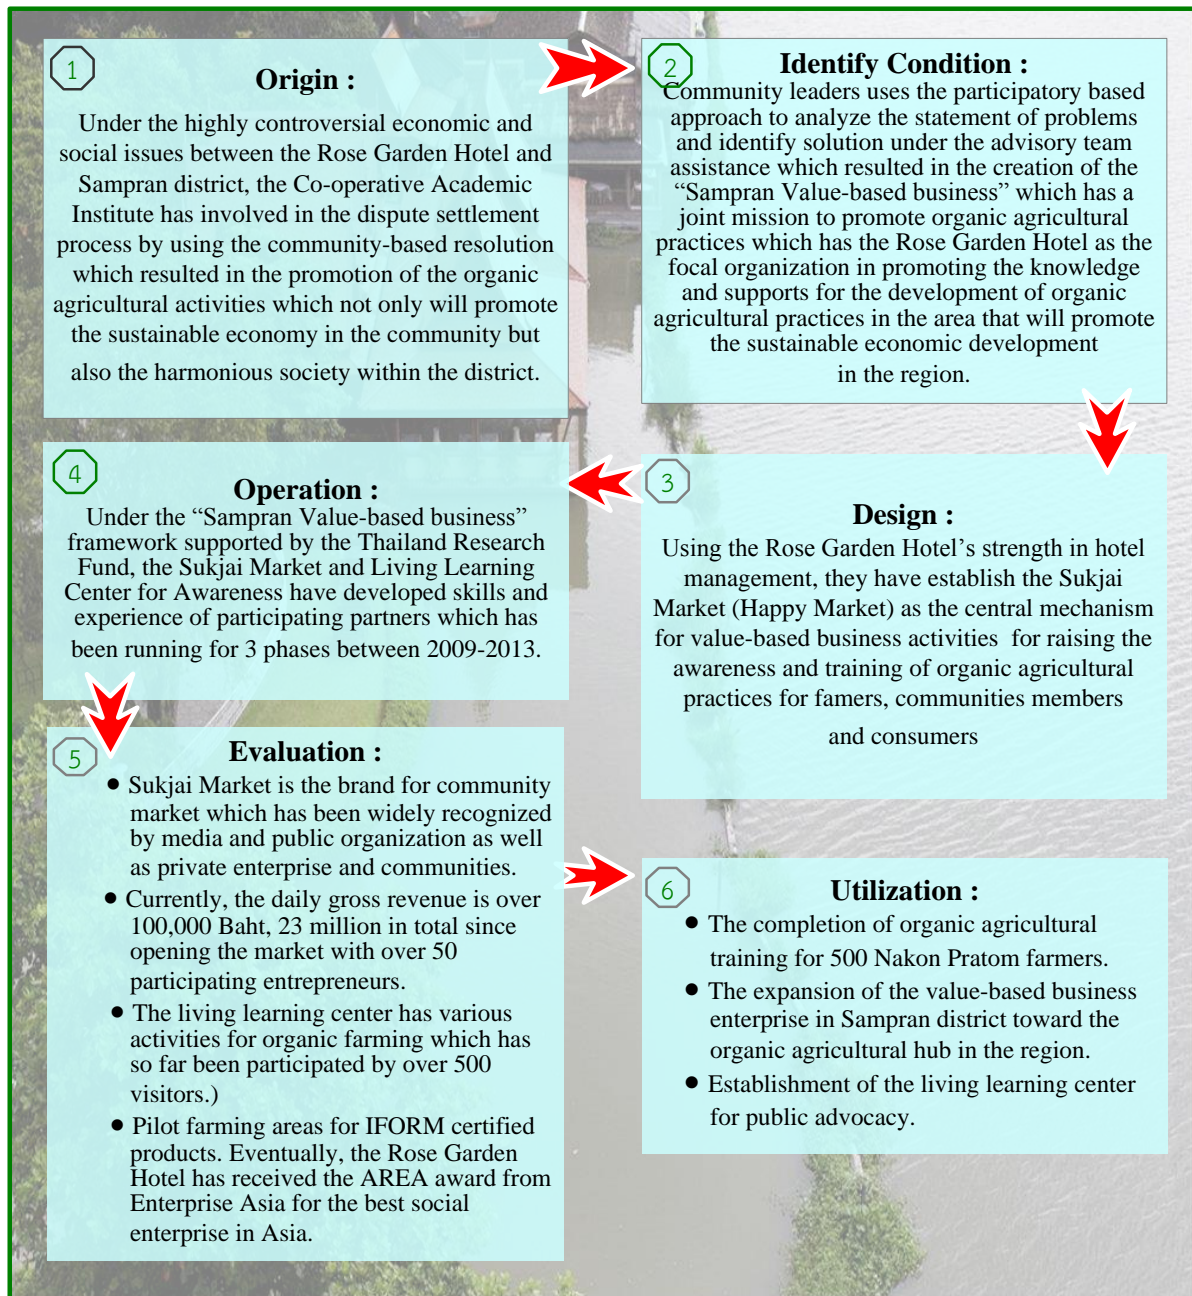 1
Origin :
Under the highly controversial economic and
social issues between the Rose Garden Hotel and
Sampran district, the Co-operative Academic
Institute has involved in the dispute settlement
process by using the community-based resolution
which resulted in the promotion of the organic
agricultural activities which not only will promote
the sustainable economy in the community but
also the harmonious society within the district.
2
Identify Condition :
Community leaders uses the participatory based
approach to analyze the statement of problems
and identify solution under the advisory team
assistance which resulted in the creation of the
“Sampran Value-based business” which has a
joint mission to promote organic agricultural
practices which has the Rose Garden Hotel as the
focal organization in promoting the knowledge
and supports for the development of organic
agricultural practices in the area that will promote
the sustainable economic development
in the region.
3
Design :
Using the Rose Garden Hotel’s strength in hotel
management, they have establish the Sukjai
Market (Happy Market) as the central mechanism
for value-based business activities for raising the
awareness and training of organic agricultural
practices for famers, communities members
and consumers
4
Operation :
Under the “Sampran Value-based business”
framework supported by the Thailand Research
Fund, the Sukjai Market and Living Learning
Center for Awareness have developed skills and
experience of participating partners which has
been running for 3 phases between 2009-2013.
5
Evaluation :
• Sukjai Market is the brand for community
market which has been widely recognized
by media and public organization as well
as private enterprise and communities.
• Currently, the daily gross revenue is over
100,000 Baht, 23 million in total since
opening the market with over 50
participating entrepreneurs.
• The living learning center has various
activities for organic farming which has
so far been participated by over 500
visitors.)
• Pilot farming areas for IFORM certified
products. Eventually, the Rose Garden
Hotel has received the AREA award from
Enterprise Asia for the best social
enterprise in Asia.
6
Utilization :
• The completion of organic agricultural
training for 500 Nakon Pratom farmers.
• The expansion of the value-based business
enterprise in Sampran district toward the
organic agricultural hub in the region.
• Establishment of the living learning center
for public advocacy.